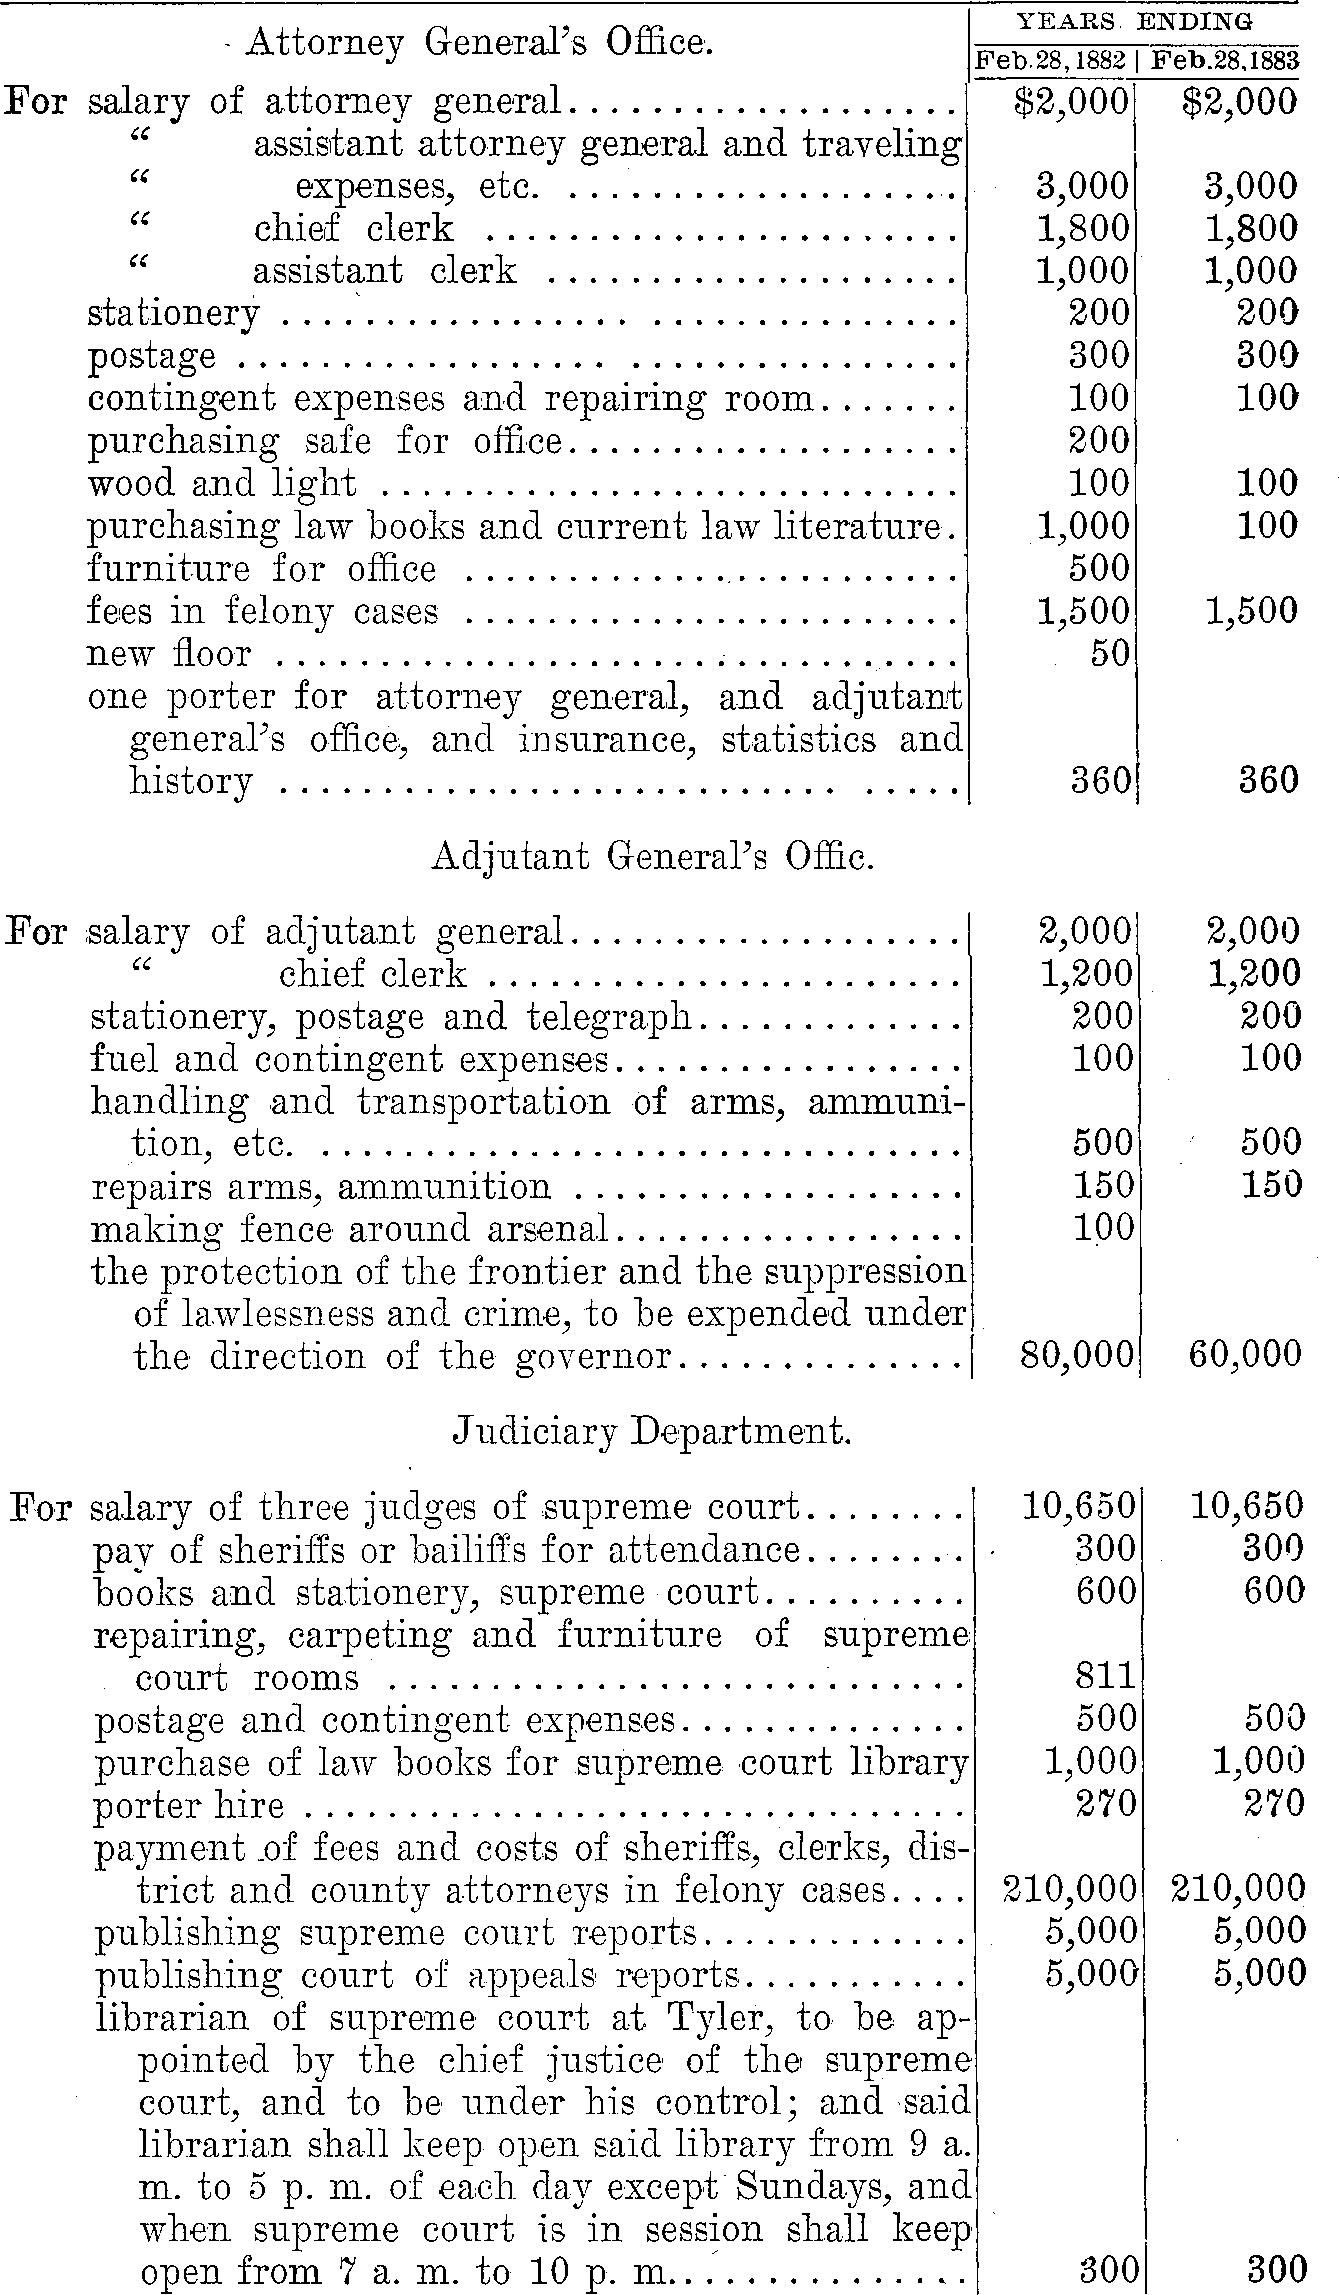 Attorney General's Office.
YEARS ENDING
Feb. 28, 1882 | Feb. 28, 1883
For salary of attorney general.................. $2,000 $2,000
“ assistant attorney general and traveling
“ expenses, etc. .................. 3,000 3,000
“ chief clerk ...................... 1,800 1,800
“ assistant clerk .................... 1,000 1,000
stationery ................................ 200 200
postage .................................. 300 300
contingent expenses and repairing room....... 100 100
purchasing safe for office................... 200
wood and light ............................ 100 100
purchasing law books and current law literature. 1,000 100
furniture for office ........................ 500
fees in felony cases ........................ 1,500 1,500
new floor ................................. 50
one porter for attorney general, and adjutant
general's office, and insurance, statistics and
history ................................ 360 360
Adjutant General's Offic.
For salary of adjutant general................... 2,000 2,000
“ chief clerk ....................... 1,200 1,200
stationery, postage and telegraph............. 200 200
fuel and contingent expenses................. 100 100
handling and transportation of arms, ammuni-
tion, etc. ............................... 500 500
repairs arms, ammunition ................... 150 150
making fence around arsenal................. 100
the protection of the frontier and the suppression
of lawlessness and crime, to be expended under
the direction of the governor.............. 80,000 60,000
Judiciary Department.
For salary of three judges of supreme court........ 10,650 10,650
pay of sheriffs or bailiffs for attendance........ 300 300
books and stationery, supreme court.......... 600 600
repairing, carpeting and furniture of supreme
court rooms ............................ 811
postage and contingent expenses.............. 500 500
purchase of law books for supreme court library 1,000 1,000
porter hire ................................ 270 270
payment of fees and costs of sheriffs, clerks, dis-
trict and county attorneys in felony cases.... 210,000 210,000
publishing supreme court reports............. 5,000 5,000
publishing court of appeals reports........... 5,000 5,000
librarian of supreme court at Tyler, to be ap-
pointed by the chief justice of the supreme
court, and to be under his control; and said
librarian shall keep open said library from 9 a.
m. to 5 p. m. of each day except Sundays, and
when supreme court is in session shall keep
open from 7 a. m. to 10 p. m............... 300 300